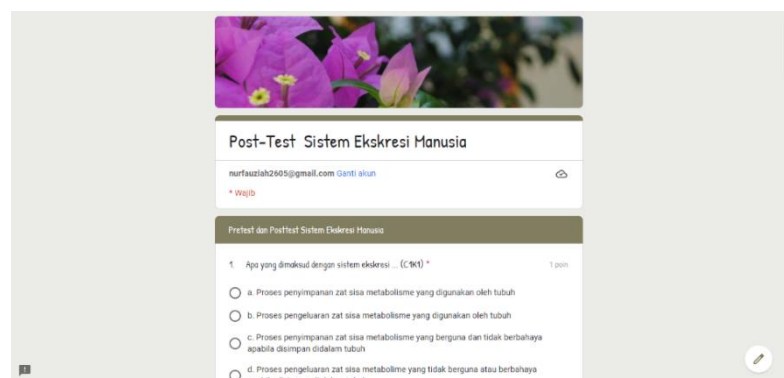 Post-Test Sistem Ekskresi Manusia
nurfauziah2605@gmail.com Ganti akun
* Wajib
Pretest dan Posttest Sistem Ekskresi Manusia
1 Apa yang dimaksud dengan sistem ekskresi ... (C1K1) * 1 poin
a. Proses penyimpanan zat sisa metabolisme yang digunakan oleh tubuh
b. Proses pengeluaran zat sisa metabolisme yang digunakan oleh tubuh
c. Proses penyimpanan zat sisa metabolisme yang berguna dan tidak berbahaya
apabila disimpan didalam tubuh
d. Proses pengeluaran zat sisa metabolime yang tidak berguna atau berbahaya